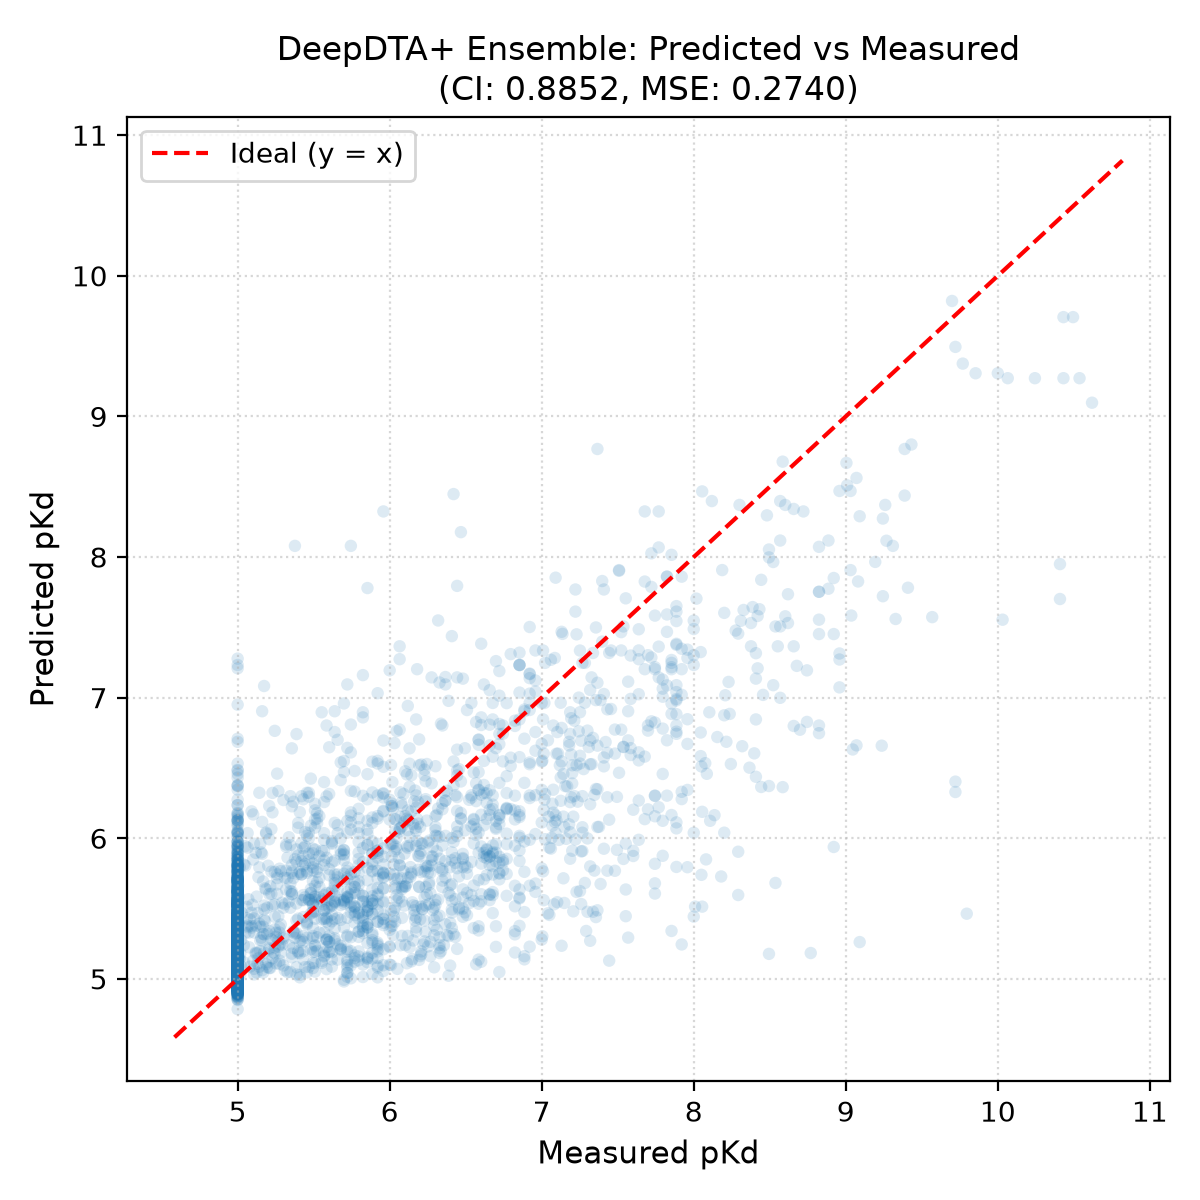 DeepDTA+ Ensemble: Predicted vs Measured
(CI: 0.8852, MSE: 0.2740)
Ideal (y = x)
11
10
9
8
7
6
5
Predicted pKd
5 6 7 8 9 10 11
Measured pKd